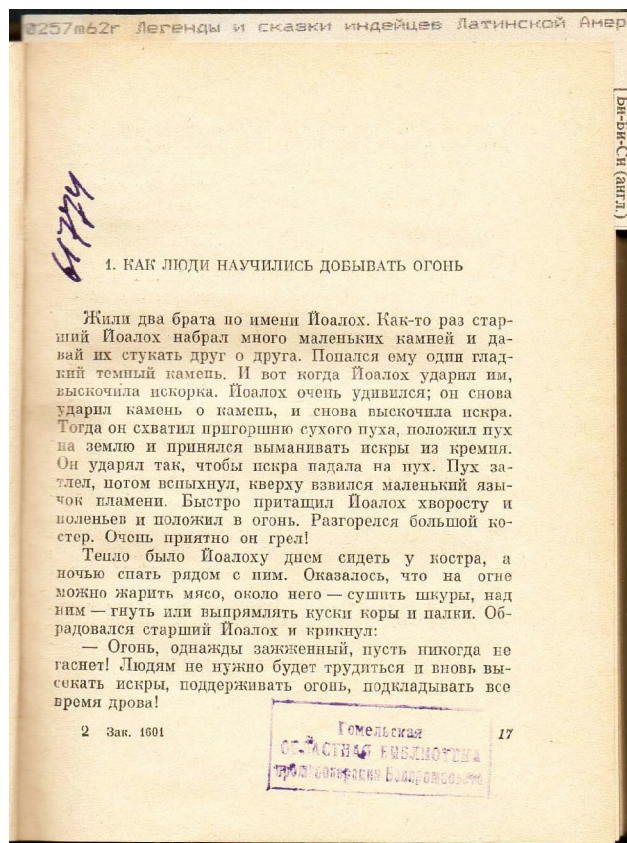 0257m62г Легенды и сказки индейцев Латинской Амер
Би-Би-Си (англ.)
61774
1. КАК ЛЮДИ НАУЧИЛИСЬ ДОБЫВАТЬ ОГОНЬ
Жили два брата по имени Йоалох. Как-то раз стар-
ший Йоалох набрал много маленьких камней и да-
вай их стукать друг о друга. Попался ему один глад-
кий темный камень. И вот когда Йоалох ударил им,
выскочила искорка. Йоалох очень удивился; он снова
ударил камень о камень, и снова выскочила искра.
Тогда он схватил пригоршню сухого пуха, положил пух
на землю и принялся выманивать искры из кремня.
Он ударял так, чтобы искра падала на пух. Пух за-
тлел, потом вспыхнул, кверху взвился маленький язы-
чок пламени. Быстро притащил Йоалох хворосту и
поленьев и положил в огонь. Разгорелся большой ко-
стер. Очень приятно он грел!
Тепло было Йоалоху днем сидеть у костра, а
ночью спать рядом с ним. Оказалось, что на огне
можно жарить мясо, около него — сушить шкуры, над
ним — гнуть или выпрямлять куски коры и палки. Об-
радовался старший Йоалох и крикнул:
— Огонь, однажды зажженный, пусть никогда не
гаснет! Людям не нужно будет трудиться и вновь вы-
секать искры, поддерживать огонь, подкладывать все
время дрова!
2 Зак. 1601
17
Гомельская
ОБЛАСТНАЯ БИБЛИОТЕКА